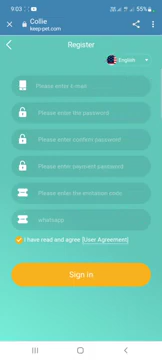 9:03
55%
Collie
keep-pet.com
Register
English
Please enter E-mail
Please enter the password
Please enter confirm password
Please enter payment password
Please enter the invitation code
whatsapp
I have read and agree [User Agreement]
Sign in